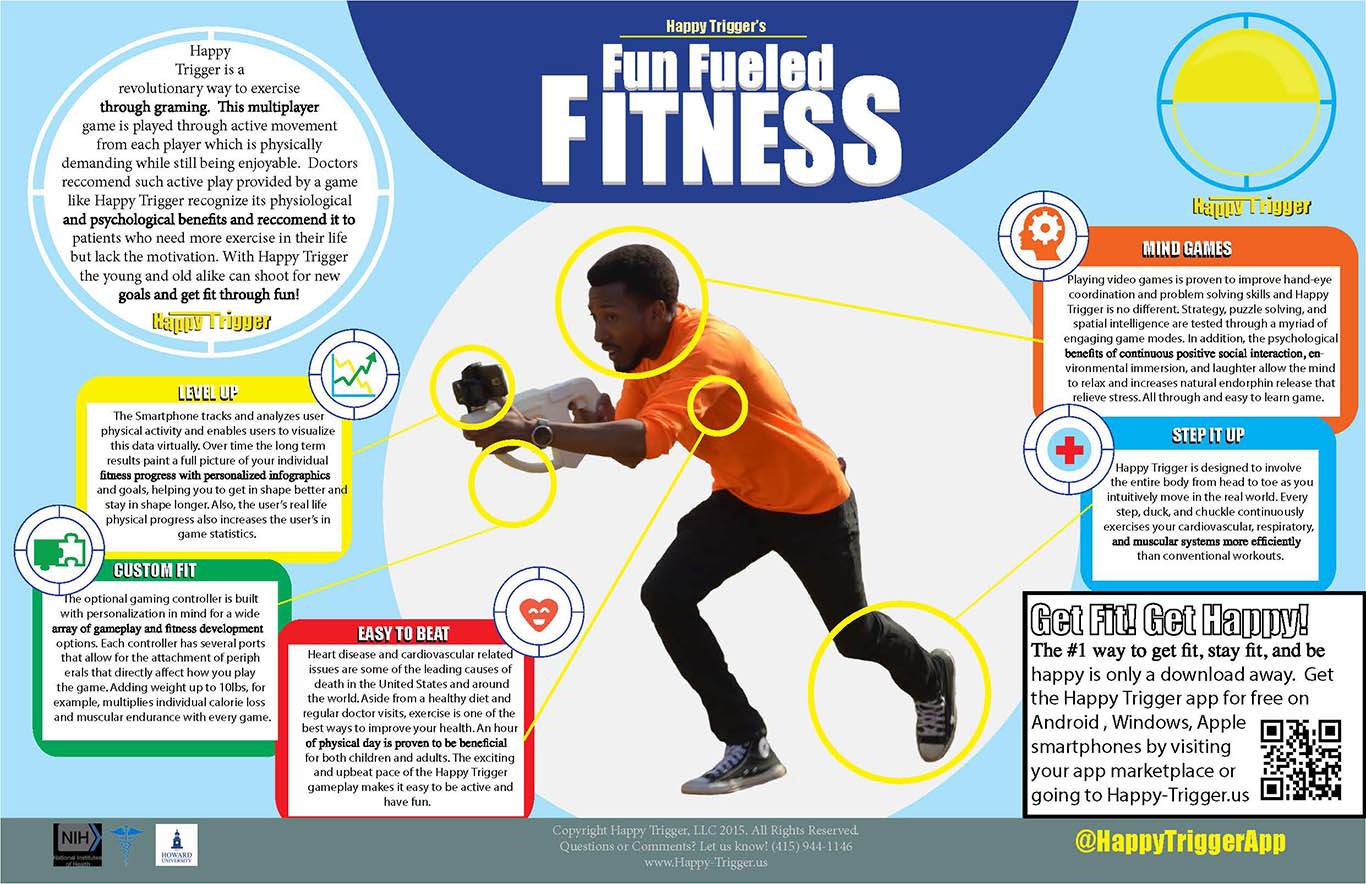 Happy Trigger's
Fun Fueled
FITNESS
Happy
Trigger is a
revolutionary way to exercise
through graming. This multiplayer
game is played through active movement
from each player which is physically
demanding while still being enjoyable. Doctors
reccomend such active play provided by a game
like Happy Trigger recognize its physiological
and psychological benefits and reccomend it to
patients who need more exercise in their life
but lack the motivation. With Happy Trigger
the young and old alike can shoot for new
goals and get fit through fun!
Happy Trigger
Happy Trigger
LEVEL UP
The Smartphone tracks and analyzes user
physical activity and enables users to visualize
this data virtually. Over time the long term
results paint a full picture of your individual
fitness progress with personalized infographics
and goals, helping you to get in shape better and
stay in shape longer. Also, the user's real life
physical progress also increases the user's in
game statistics.
CUSTOM FIT
The optional gaming controller is built
with personalization in mind for a wide
array of gameplay and fitness development
options. Each controller has several ports
that allow for the attachment of periph
erals that directly affect how you play
the game. Adding weight up to 10lbs, for
example, multiplies individual calorie loss
and muscular endurance with every game.
EASY TO BEAT
Heart disease and cardiovascular related
issues are some of the leading causes of
death in the United States and around
the world. Aside from a healthy diet and
regular doctor visits, exercise is one of the
best ways to improve your health. An hour
of physical day is proven to be beneficial
for both children and adults. The exciting
and upbeat pace of the Happy Trigger
gameplay makes it easy to be active and
have fun.
MIND GAMES
Playing video games is proven to improve hand-eye
coordination and problem solving skills and Happy
Trigger is no different. Strategy, puzzle solving, and
spatial intelligence are tested through a myriad of
engaging game modes. In addition, the psychological
benefits of continuous positive social interaction, en-
vironmental immersion, and laughter allow the mind
to relax and increases natural endorphin release that
relieve stress. All through and easy to learn game.
STEP IT UP
Happy Trigger is designed to involve
the entire body from head to toe as you
intuitively move in the real world. Every
step, duck, and chuckle continuously
exercises your cardiovascular, respiratory,
and muscular systems more efficiently
than conventional workouts.
Get Fit! Get Happy!
The #1 way to get fit, stay fit, and be
happy is only a download away. Get
the Happy Trigger app for free on
Android , Windows, Apple
smartphones by visiting
your app marketplace or
going to Happy-Trigger.us
NIH
National Institutes
of Health
HOWARD
UNIVERSITY
Copyright Happy Trigger, LLC 2015. All Rights Reserved.
Questions or Comments? Let us know! (415) 944-1146
www.Happy-Trigger.us
@HappyTriggerApp